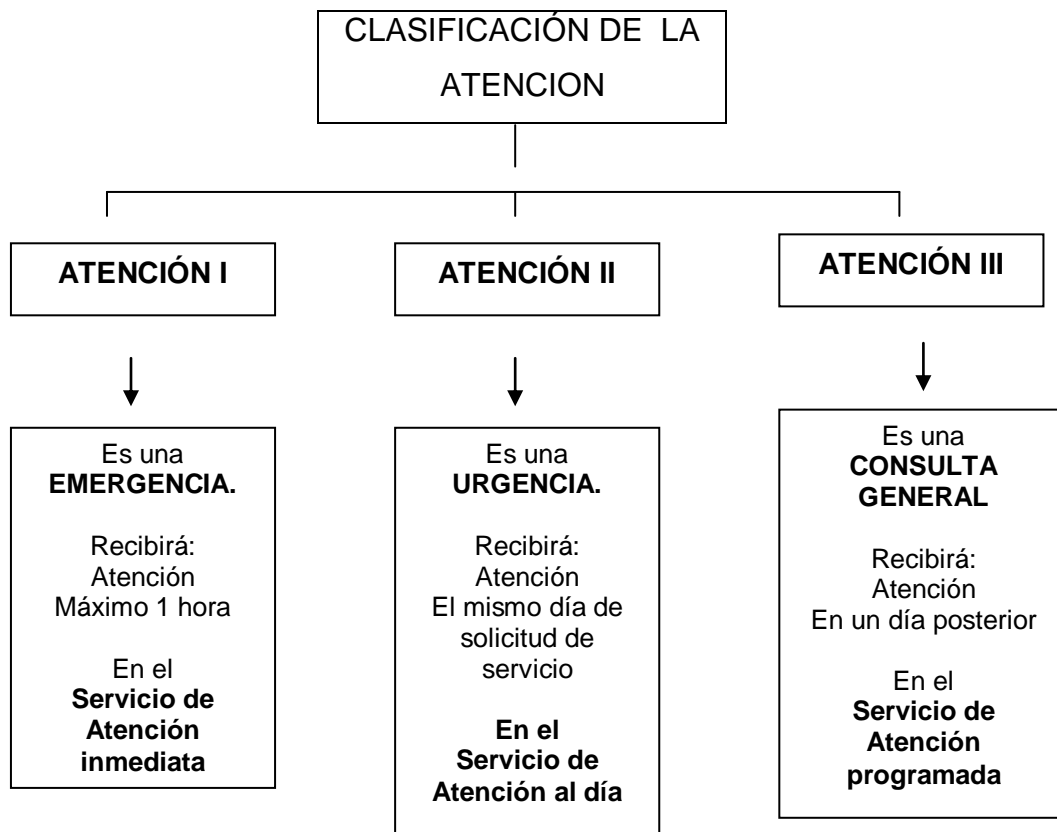 CLASIFICACIÓN DE LA
ATENCION
ATENCIÓN I
ATENCIÓN II
ATENCIÓN III
Es una
EMERGENCIA.
Recibirá:
Atención
Máximo 1 hora
En el
Servicio de
Atención
inmediata
Es una
URGENCIA.
Recibirá:
Atención
El mismo día de
solicitud de
servicio
En el
Servicio de
Atención al día
Es una
CONSULTA
GENERAL
Recibirá:
Atención
En un día posterior
En el
Servicio de
Atención
programada